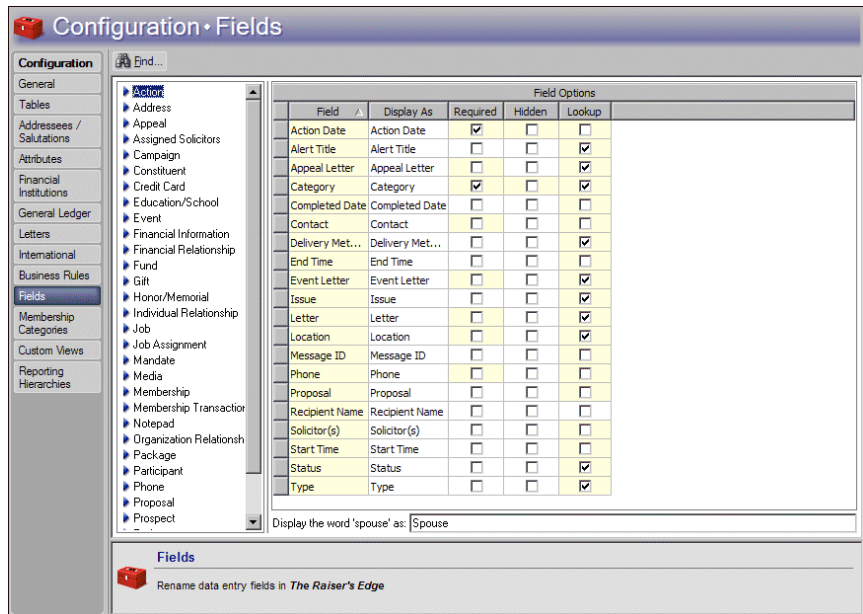 Configuration • Fields
Configuration
General
Tables
Addressees /
Salutations
Attributes
Financial
Institutions
General Ledger
Letters
International
Business Rules
Fields
Membership
Categories
Custom Views
Reporting
Hierarchies
Find...
Action
Address
Appeal
Assigned Solicitors
Campaign
Constituent
Credit Card
Education/School
Event
Financial Information
Financial Relationship
Fund
Gift
Honor/Memorial
Individual Relationship
Job
Job Assignment
Mandate
Media
Membership
Membership Transaction
Notepad
Organization Relationsh
Package
Participant
Phone
Proposal
Prospect
Field Options
Field Display As Required Hidden Lookup
Action Date Action Date
Alert Title Alert Title
Appeal Letter Appeal Letter
Category Category
Completed Date Completed Date
Contact Contact
Delivery Met... Delivery Met...
End Time End Time
Event Letter Event Letter
Issue Issue
Letter Letter
Location Location
Message ID Message ID
Phone Phone
Proposal Proposal
Recipient Name Recipient Name
Solicitor(s) Solicitor(s)
Start Time Start Time
Status Status
Type Type
Display the word 'spouse' as: Spouse
Fields
Rename data entry fields in The Raiser's Edge